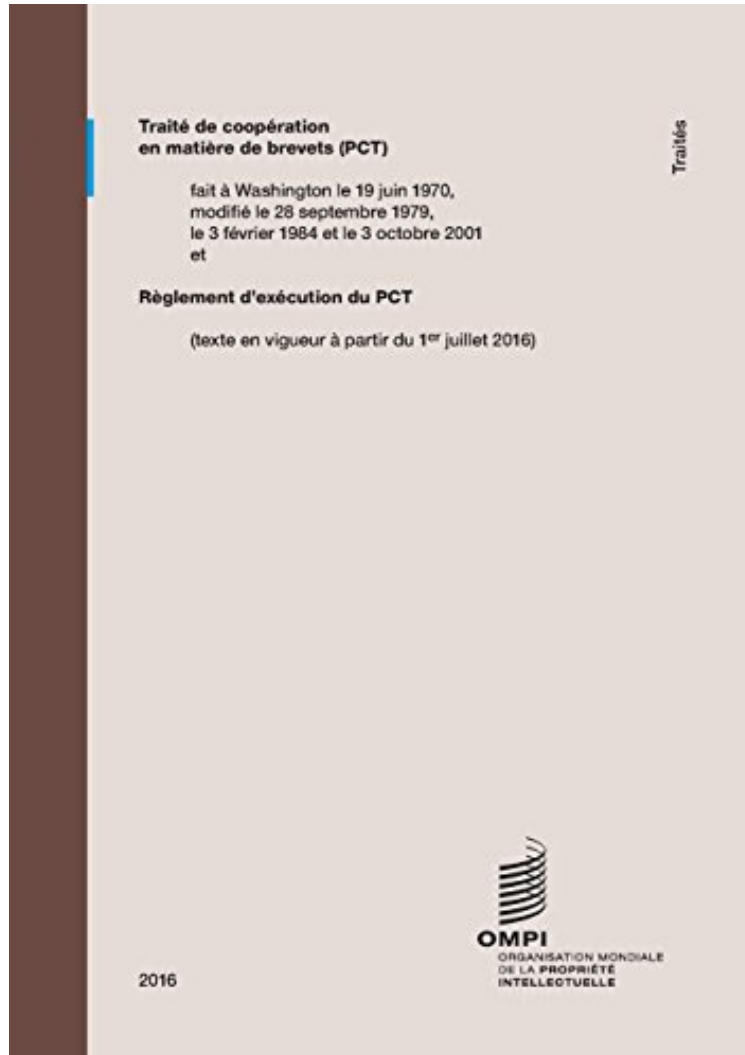 Traité de coopération
en matière de brevets (PCT)
Traités
fait à Washington le 19 juin 1970,
modifié le 28 septembre 1979,
le 3 février 1984 et le 3 octobre 2001
et
Règlement d'exécution du PCT
(texte en vigueur à partir du 1er juillet 2016)
OMPI
ORGANISATION MONDIALE
DE LA PROPRIÉTÉ
INTELLECTUELLE
2016